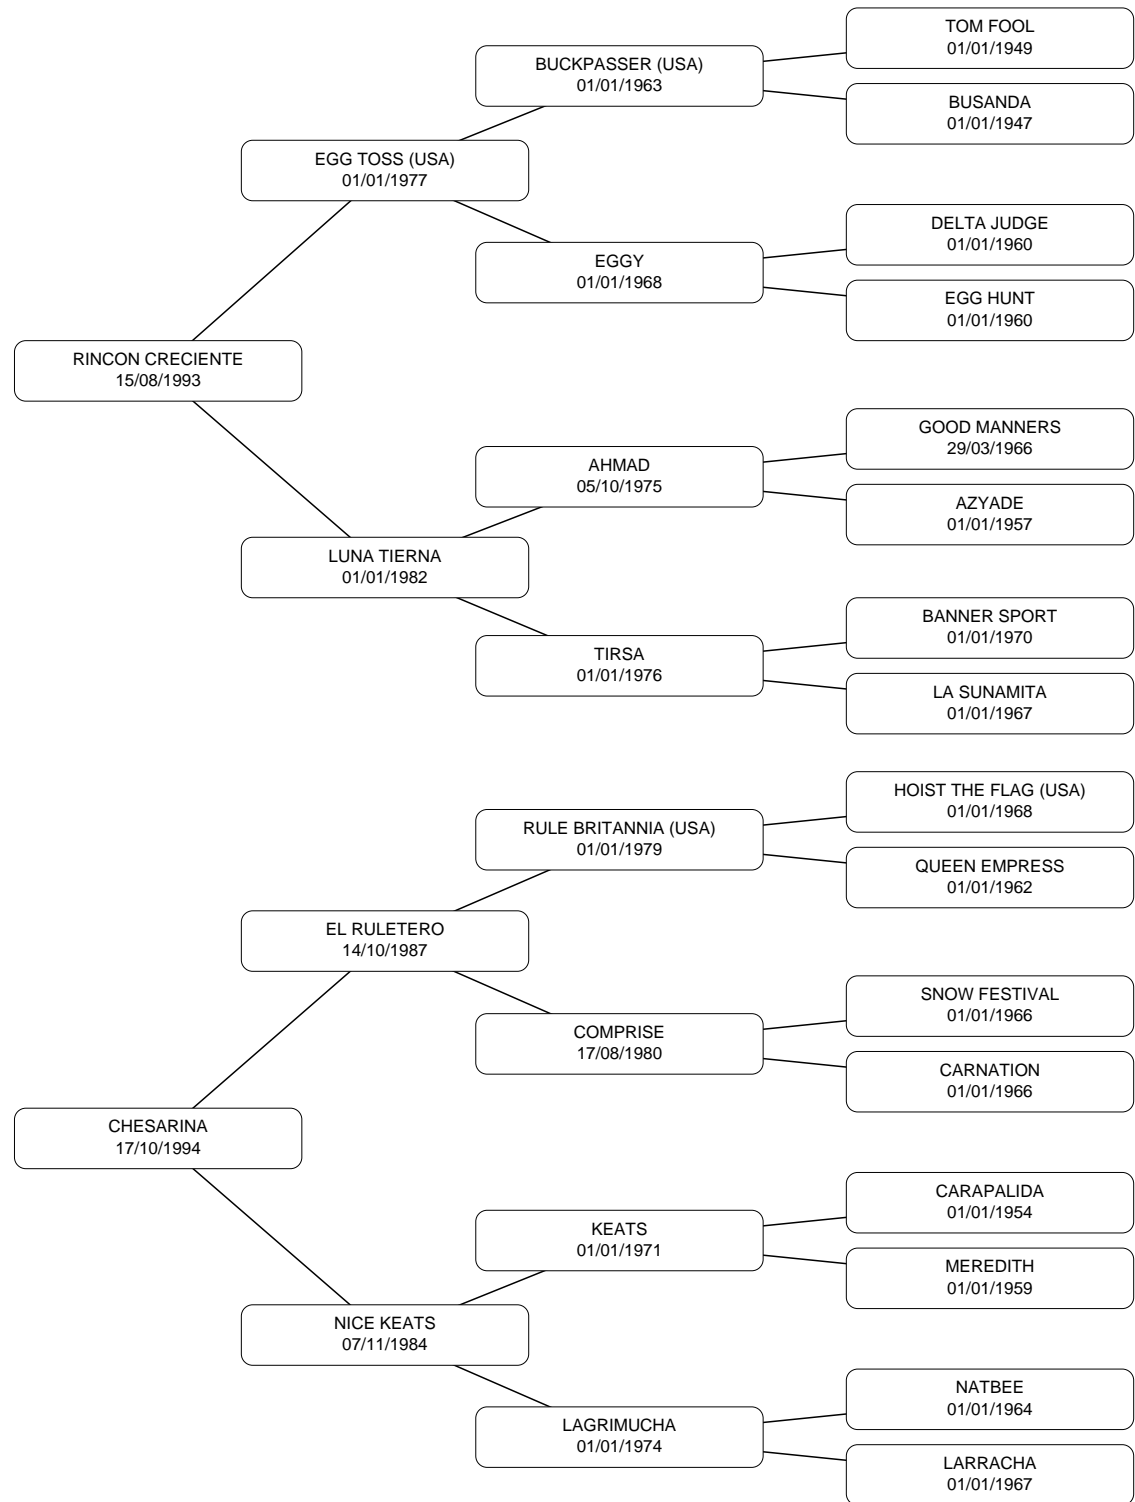 TOM FOOL
01/01/1949
BUCKPASSER (USA)
01/01/1963
BUSANDA
01/01/1947
EGG TOSS (USA)
01/01/1977
DELTA JUDGE
01/01/1960
EGGY
01/01/1968
EGG HUNT
01/01/1960
RINCON CRECIENTE
15/08/1993
GOOD MANNERS
29/03/1966
AHMAD
05/10/1975
AZYADE
01/01/1957
LUNA TIERNA
01/01/1982
BANNER SPORT
01/01/1970
TIRSA
01/01/1976
LA SUNAMITA
01/01/1967
HOIST THE FLAG (USA)
01/01/1968
RULE BRITANNIA (USA)
01/01/1979
QUEEN EMPRESS
01/01/1962
EL RULETERO
14/10/1987
SNOW FESTIVAL
01/01/1966
COMPRISE
17/08/1980
CARNATION
01/01/1966
CHESARINA
17/10/1994
CARAPALIDA
01/01/1954
KEATS
01/01/1971
MEREDITH
01/01/1959
NICE KEATS
07/11/1984
NATBEE
01/01/1964
LAGRIMUCHA
01/01/1974
LARRACHA
01/01/1967